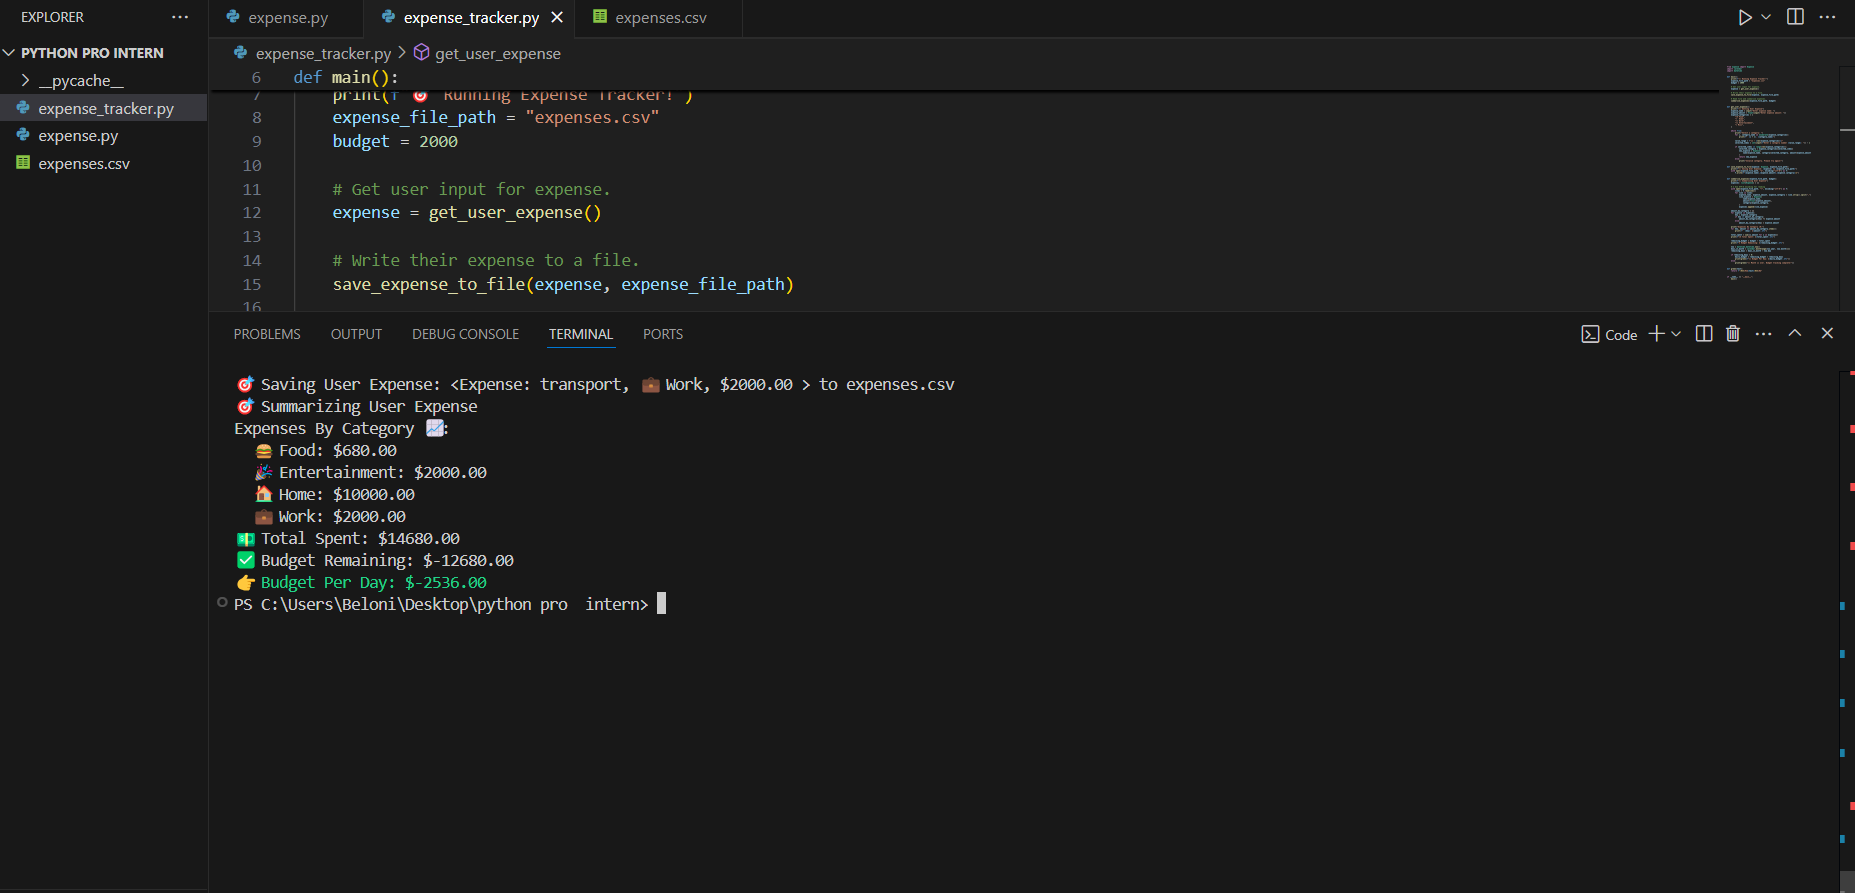 EXPLORER
PYTHON PRO INTERN
__pycache__
expense_tracker.py
expense.py
expenses.csv
expense.py
expense_tracker.py
expenses.csv
expense_tracker.py > get_user_expense
6 def main():
7 print(f"🎯 Running Expense Tracker!")
8 expense_file_path = "expenses.csv"
9 budget = 2000
10
11 # Get user input for expense.
12 expense = get_user_expense()
13
14 # Write their expense to a file.
15 save_expense_to_file(expense, expense_file_path)
16
PROBLEMS OUTPUT DEBUG CONSOLE TERMINAL PORTS
Code
🎯 Saving User Expense: <Expense: transport, 💼 Work, $2000.00 > to expenses.csv
🎯 Summarizing User Expense
Expenses By Category 📈:
🍔 Food: $680.00
🎉 Entertainment: $2000.00
🏠 Home: $10000.00
💼 Work: $2000.00
💵 Total Spent: $14680.00
✅ Budget Remaining: $-12680.00
👉 Budget Per Day: $-2536.00
PS C:\Users\Beloni\Desktop\python pro  intern>